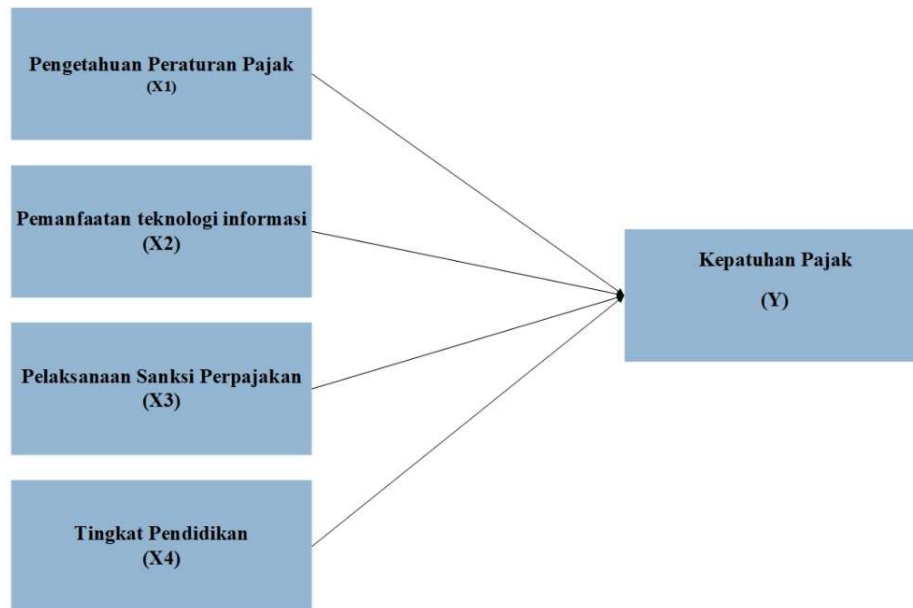 Pengetahuan Peraturan Pajak
(X1)
Pemanfaatan teknologi informasi
(X2)
Pelaksanaan Sanksi Perpajakan
(X3)
Tingkat Pendidikan
(X4)
Kepatuhan Pajak
(Y)